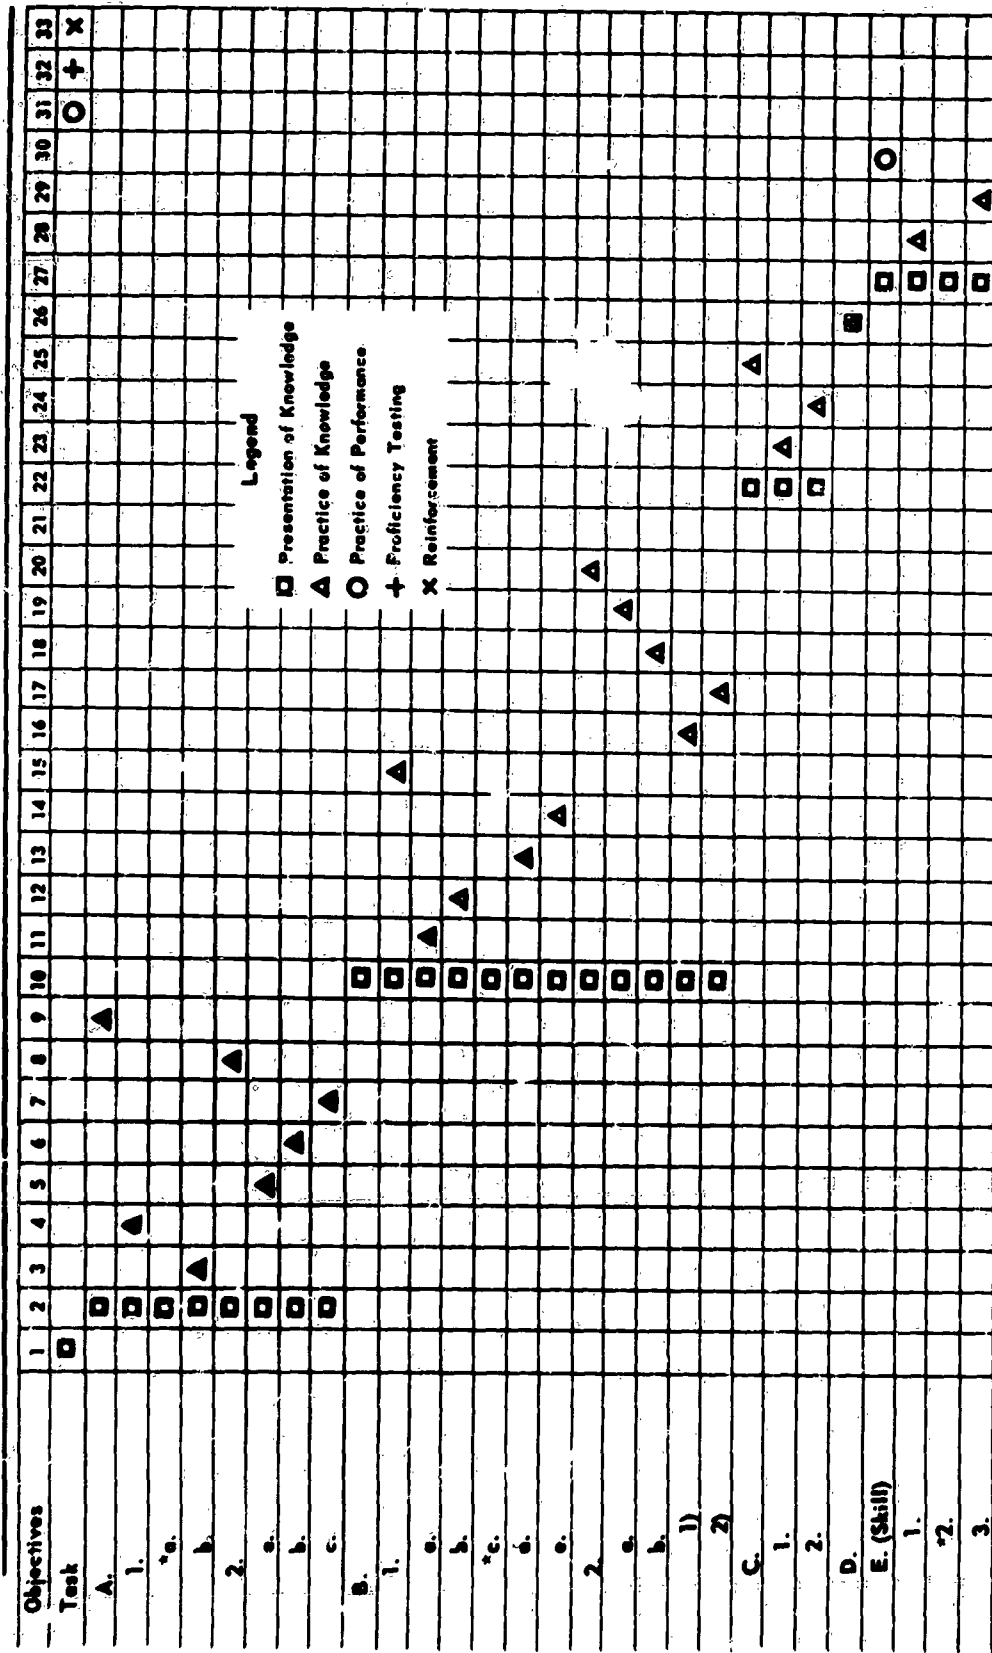 Objectives 1 2 3 4 5 6 7 8 9 10 11 12 13 14 15 16 17 18 19 20 21 22 23 24 25 26 27 28 29 30 31 32 33
Task
A.
1.
*a.
b.
2.
a.
b.
c.
B.
1.
a.
b.
*c.
d.
e.
2.
a.
b.
1)
2)
C.
1.
2.
D.
E. (Skill)
1.
*2.
3.
Legend
Presentation of Knowledge
Practice of Knowledge
Practice of Performance
Proficiency Testing
Reinforcement